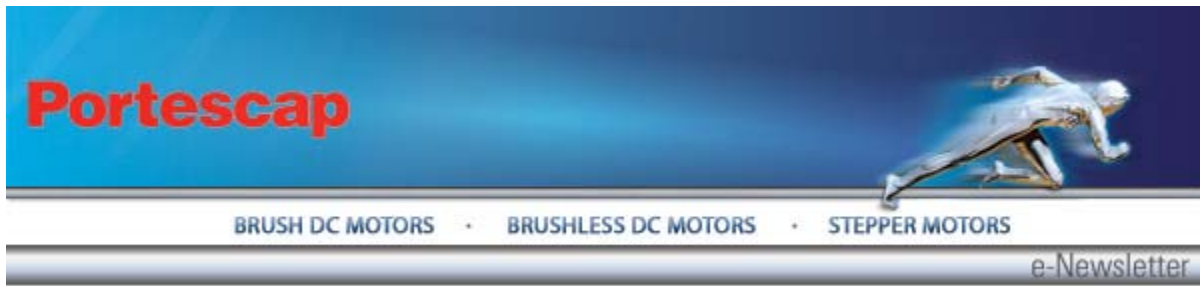 Portescap
BRUSH DC MOTORS · BRUSHLESS DC MOTORS · STEPPER MOTORS
e-Newsletter